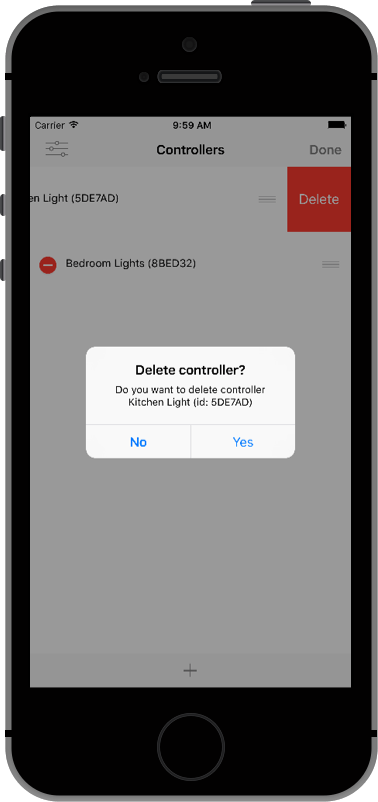 Carrier 9:59 AM
Controllers Done
en Light (5DE7AD) Delete
Bedroom Lights (8BED32)
Delete controller?
Do you want to delete controller
Kitchen Light (id: 5DE7AD)
No Yes